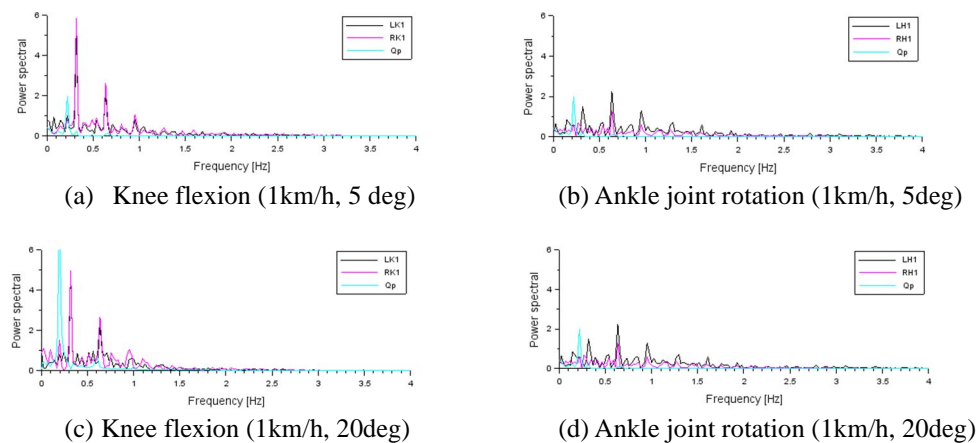 6
4
2
0
Power spectral
0 0.5 1 1.5 2 2.5 3 3.5 4
Frequency [Hz]
LK1
RK1
Qp
(a) Knee flexion (1km/h, 5 deg)
6
4
2
0
Power spectral
0 0.5 1 1.5 2 2.5 3 3.5 4
Frequency [Hz]
LH1
RH1
Qp
(b) Ankle joint rotation (1km/h, 5deg)
6
4
2
0
Power spectral
0 0.5 1 1.5 2 2.5 3 3.5 4
Frequency [Hz]
LK1
RK1
Qp
(c) Knee flexion (1km/h, 20deg)
6
4
2
0
Power spectral
0 0.5 1 1.5 2 2.5 3 3.5 4
Frequency [Hz]
LH1
RH1
Qp
(d) Ankle joint rotation (1km/h, 20deg)